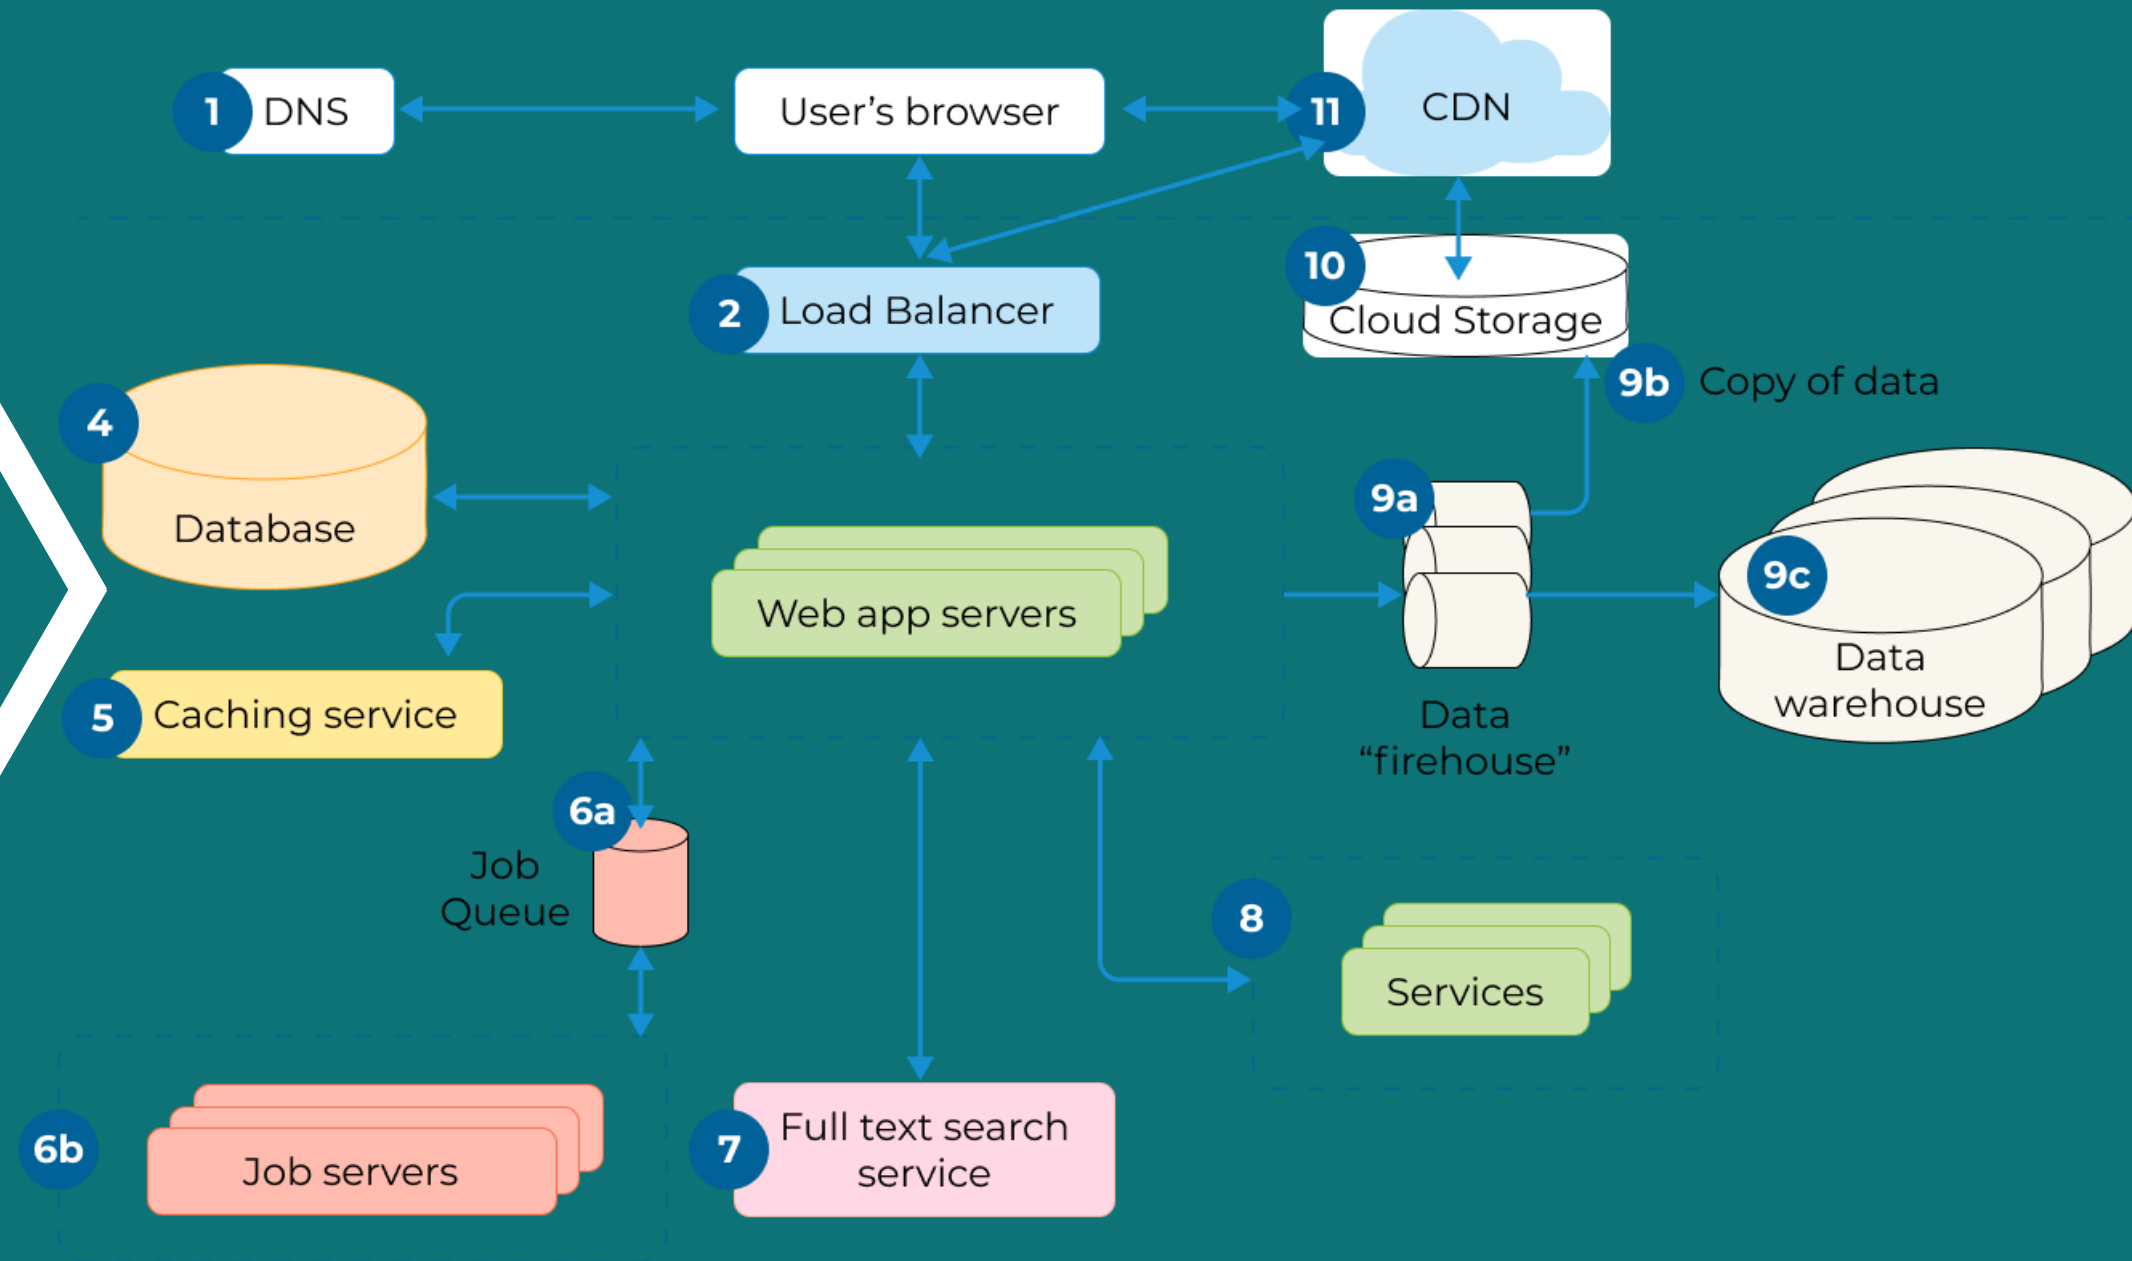 1 DNS
User's browser
11 CDN
2 Load Balancer
10
Cloud Storage
9b Copy of data
4
Database
9a
9c
Web app servers
Data
warehouse
5 Caching service
Data
“firehouse”
6a
Job
Queue
8
Services
6b
Job servers
7
Full text search
service